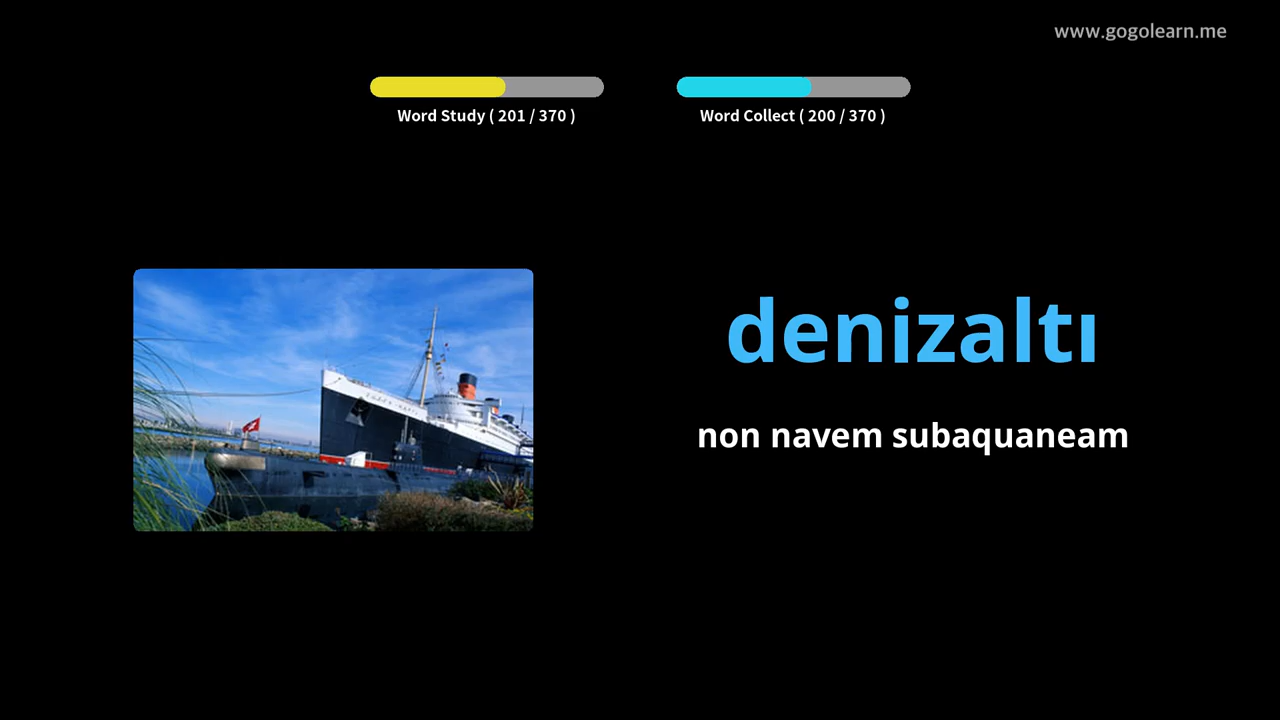 www.gogolearn.me
Word Study ( 201 / 370 )
Word Collect ( 200 / 370 )
denizaltı
non navem subaquaneam